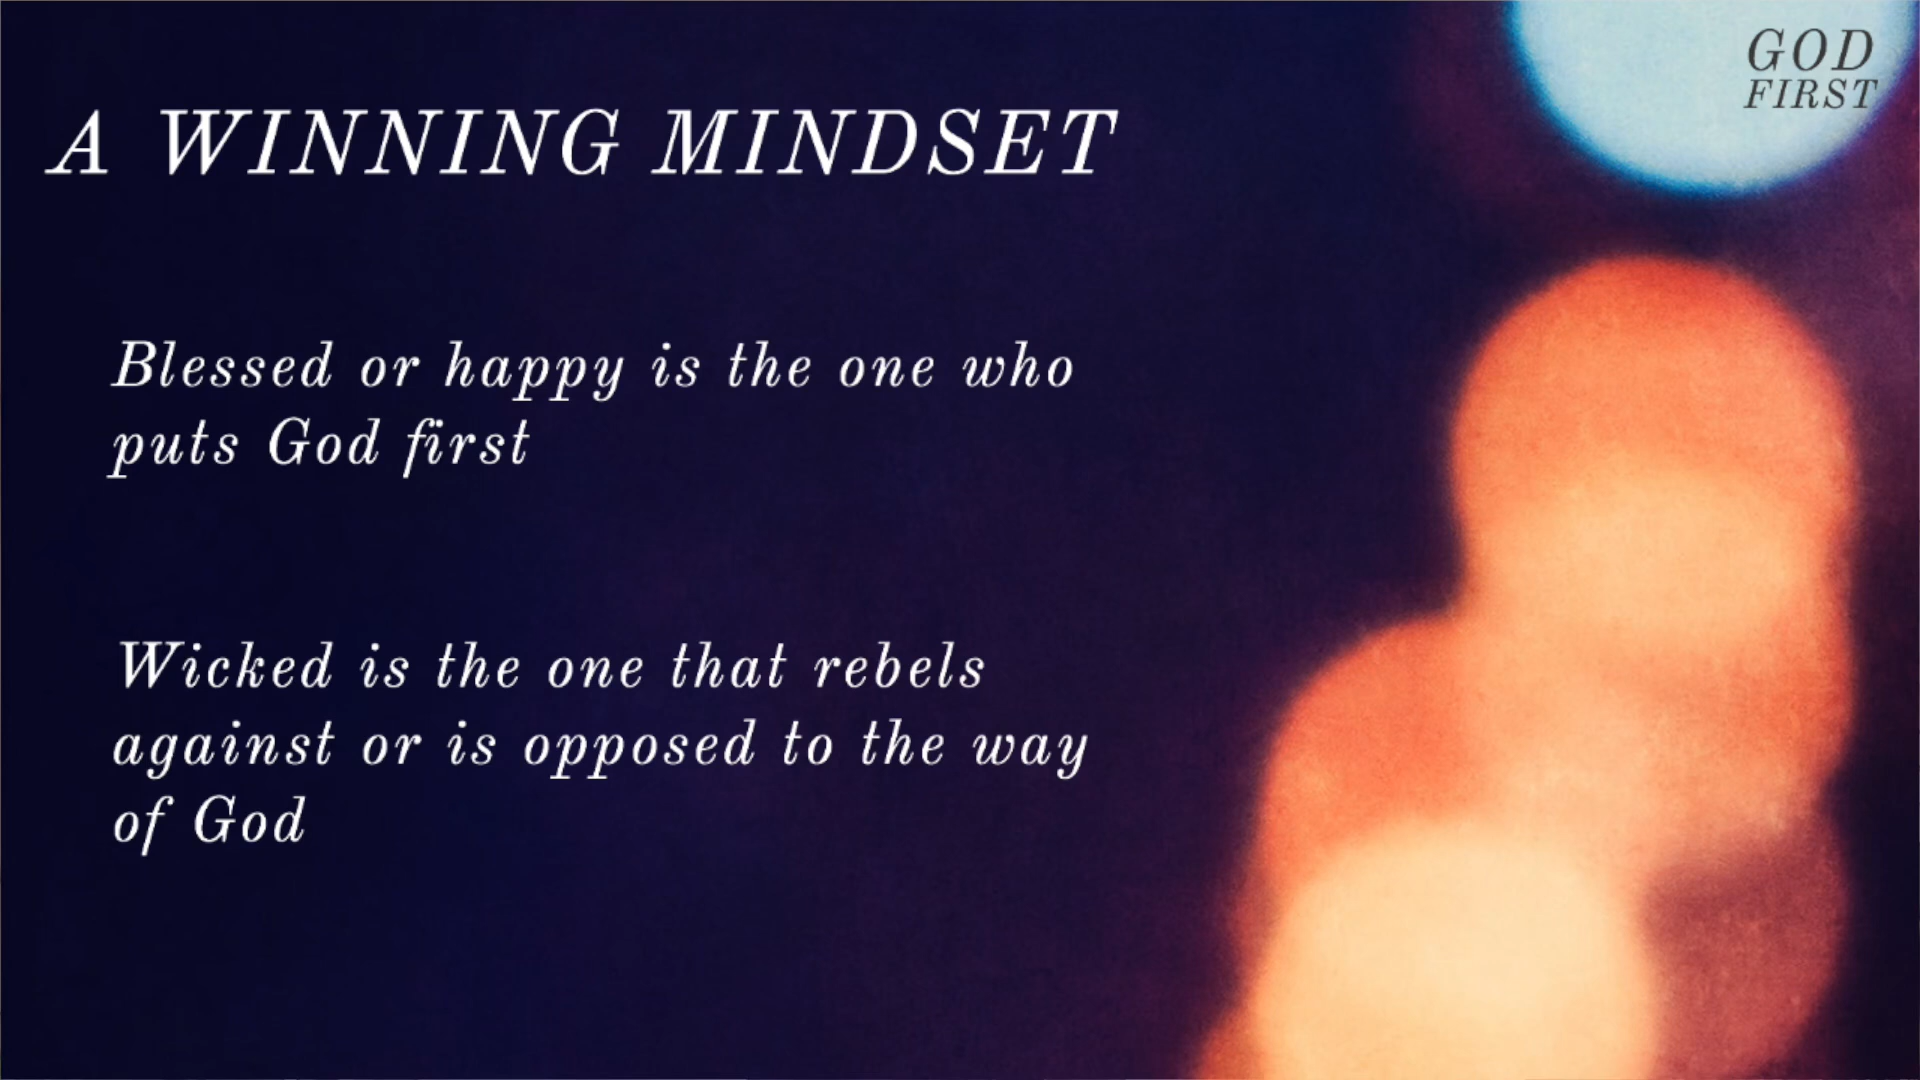 GOD
FIRST
A WINNING MINDSET
Blessed or happy is the one who
puts God first
Wicked is the one that rebels
against or is opposed to the way
of God